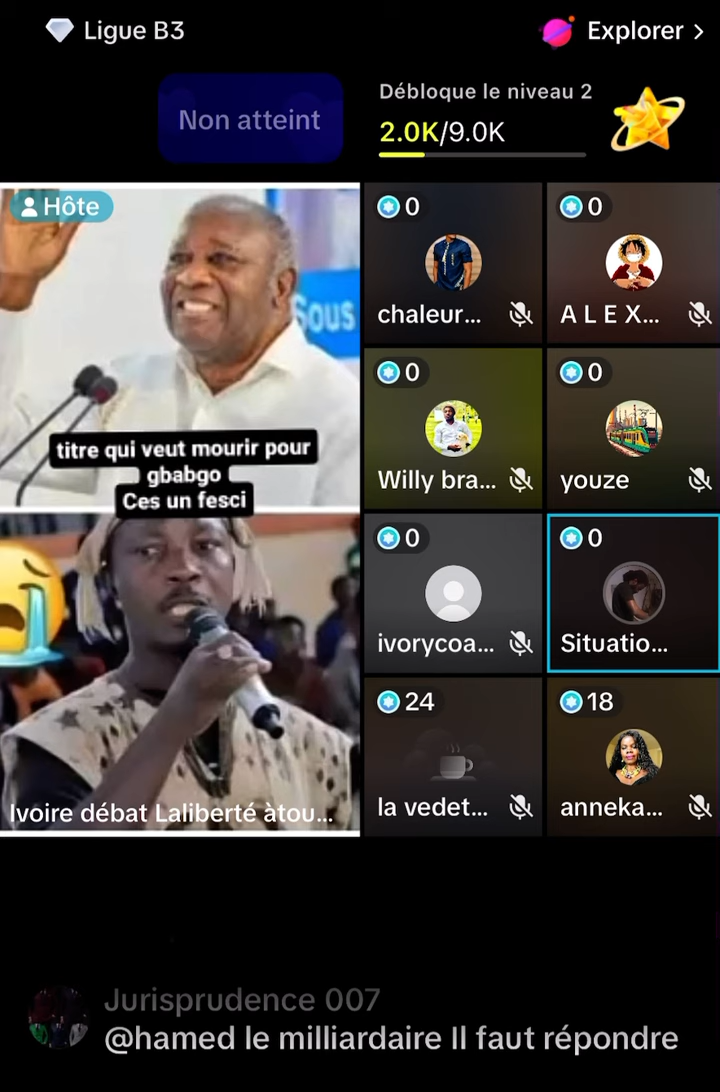 Ligue B3
Explorer >
Non atteint
Débloque le niveau 2
2.0K/9.0K
Hôte
Sous
titre qui veut mourir pour
gbabgo
Ces un fesci
Ivoire débat Laliberté àtou...
0
chaleur...
0
A L E X...
0
Willy bra...
0
youze
0
ivorycoa...
0
Situatio...
24
la vedet...
18
anneka...
Jurisprudence 007
@hamed le milliardaire Il faut répondre